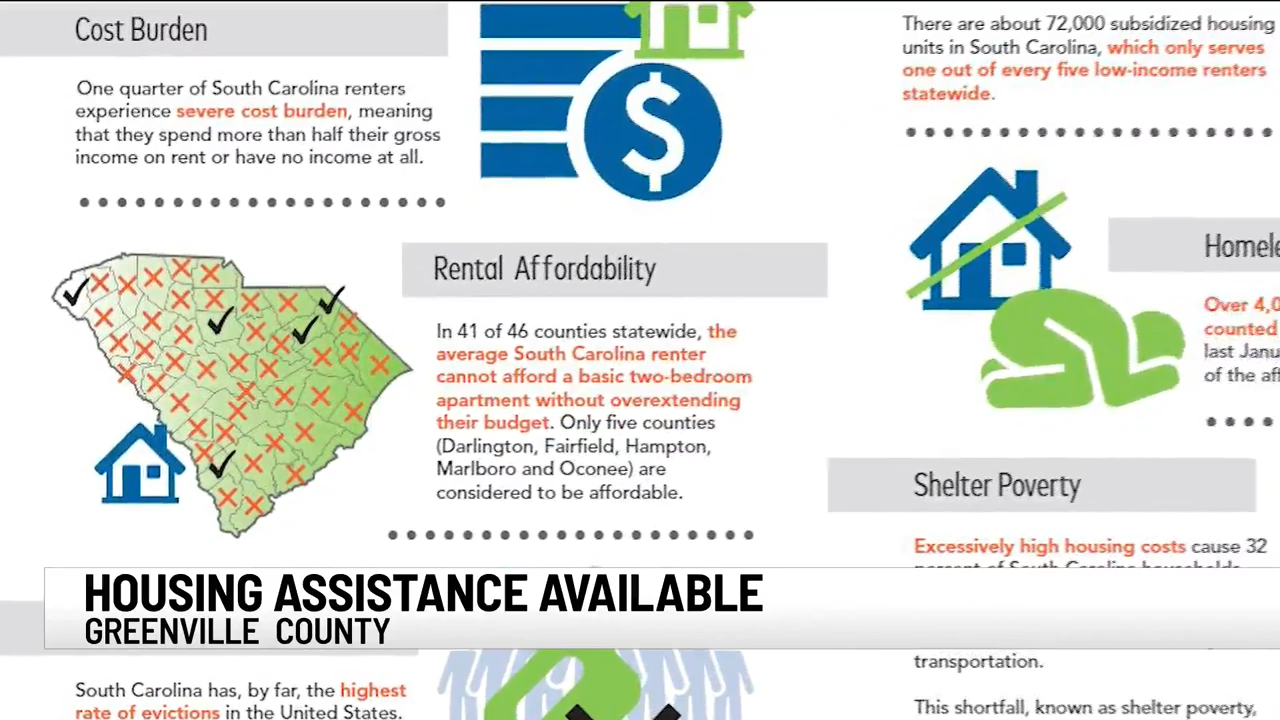 Cost Burden
One quarter of South Carolina renters
experience severe cost burden, meaning
that they spend more than half their gross
income on rent or have no income at all.
There are about 72,000 subsidized housing
units in South Carolina, which only serves
one out of every five low-income renters
statewide.
$
Rental Affordability
In 41 of 46 counties statewide, the
average South Carolina renter
cannot afford a basic two-bedroom
apartment without overextending
their budget. Only five counties
(Darlington, Fairfield, Hampton,
Marlboro and Oconee) are
considered to be affordable.
Homele
Over 4,0
counted
last Janu
of the aff
Shelter Poverty
Excessively high housing costs cause 32
percent of South Carolina households
HOUSING ASSISTANCE AVAILABLE
GREENVILLE COUNTY
transportation.
This shortfall, known as shelter poverty,
South Carolina has, by far, the highest
rate of evictions in the United States.